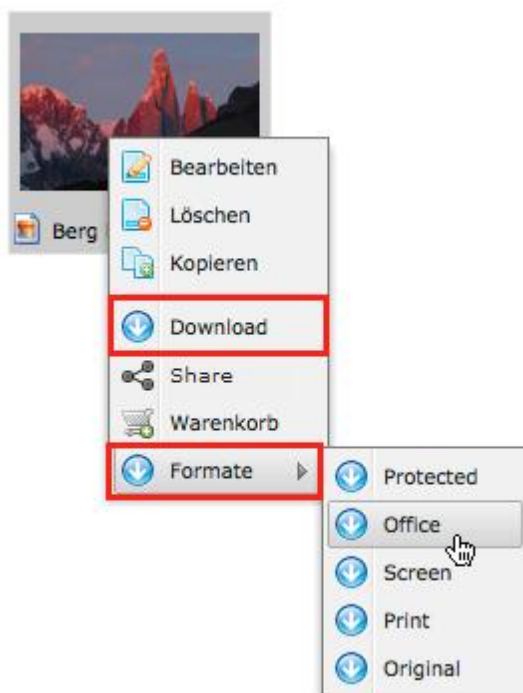 Berg
Bearbeiten
Löschen
Kopieren
Download
Share
Warenkorb
Formate
Protected
Office
Screen
Print
Original